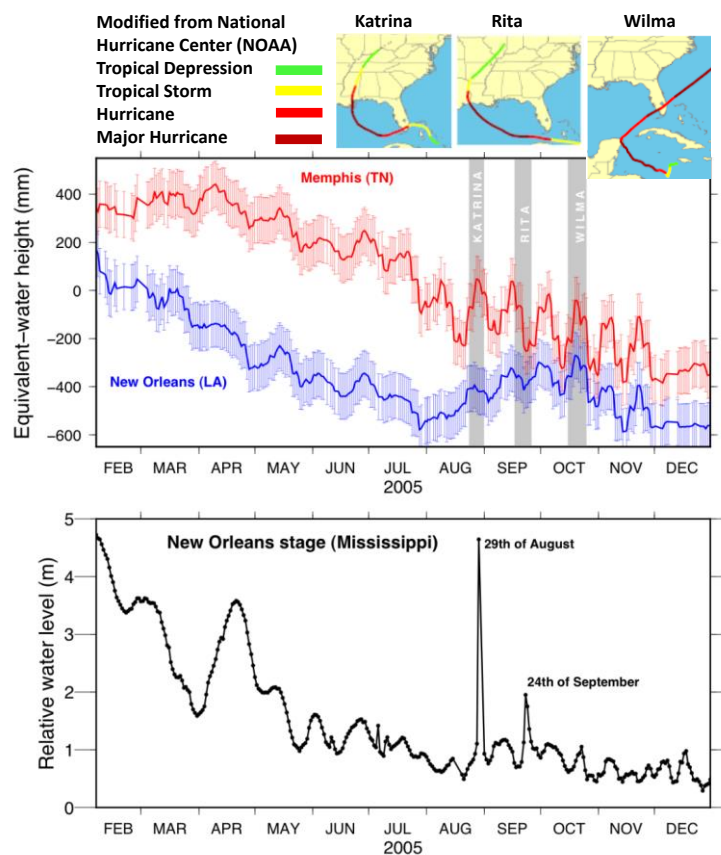 Modified from National
Hurricane Center (NOAA)
Tropical Depression
Tropical Storm
Hurricane
Major Hurricane
Katrina
Rita
Wilma
Equivalent−water height (mm)
400
200
0
−200
−400
−600
Memphis (TN)
New Orleans (LA)
KATRINA
RITA
WILMA
FEB MAR APR MAY JUN JUL AUG SEP OCT NOV DEC
2005
Relative water level (m)
5
4
3
2
1
0
New Orleans stage (Mississippi)
29th of August
24th of September
FEB MAR APR MAY JUN JUL AUG SEP OCT NOV DEC
2005